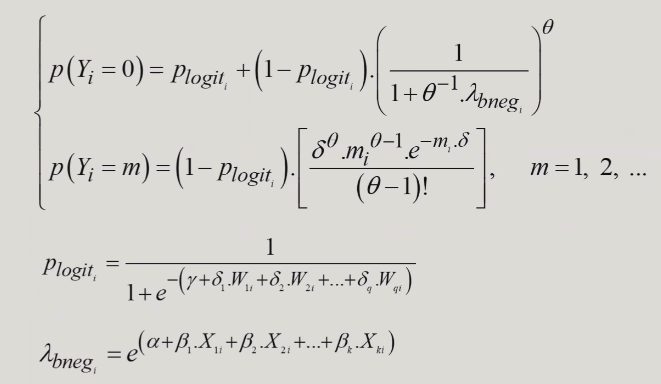 p(Y_i = 0) = p_{logit_i} + (1 − p_{logit_i}).(1 / (1 + θ^{−1}.λ_{bneg_i}))^θ
p(Y_i = m) = (1 − p_{logit_i}).[δ^θ.m_i^{θ−1}.e^{−m_i.δ} / (θ−1)!], m = 1, 2, ...
p_{logit_i} = 1 / (1 + e^{−(γ+δ_1.W_{1i}+δ_2.W_{2i}+...+δ_q.W_{qi})})
λ_{bneg_i} = e^{(α+β_1.X_{1i}+β_2.X_{2i}+...+β_k.X_{ki})}